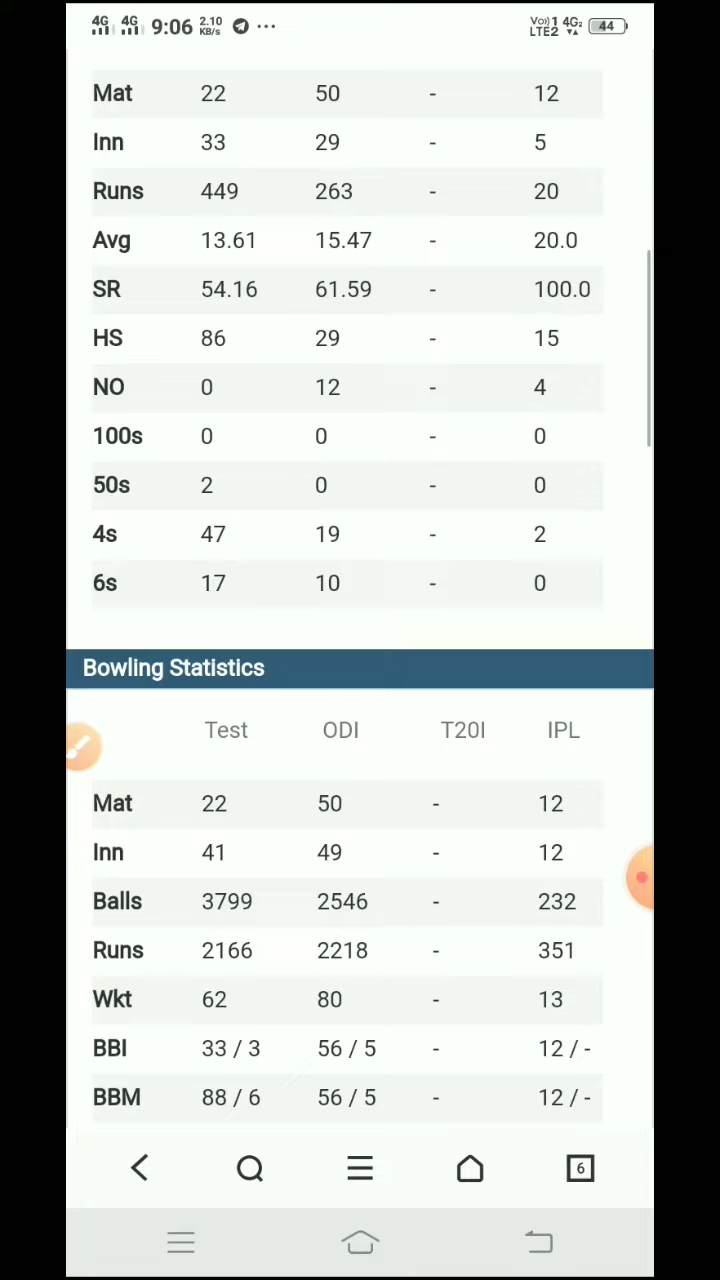 4G 4G 9:06 2.10 KB/s ... Vo) 1 LTE2 4G2 44
Mat 22 50 - 12
Inn 33 29 - 5
Runs 449 263 - 20
Avg 13.61 15.47 - 20.0
SR 54.16 61.59 - 100.0
HS 86 29 - 15
NO 0 12 - 4
100s 0 0 - 0
50s 2 0 - 0
4s 47 19 - 2
6s 17 10 - 0
Bowling Statistics
Test ODI T20I IPL
Mat 22 50 - 12
Inn 41 49 - 12
Balls 3799 2546 - 232
Runs 2166 2218 - 351
Wkt 62 80 - 13
BBI 33 / 3 56 / 5 - 12 / -
BBM 88 / 6 56 / 5 - 12 / -
6